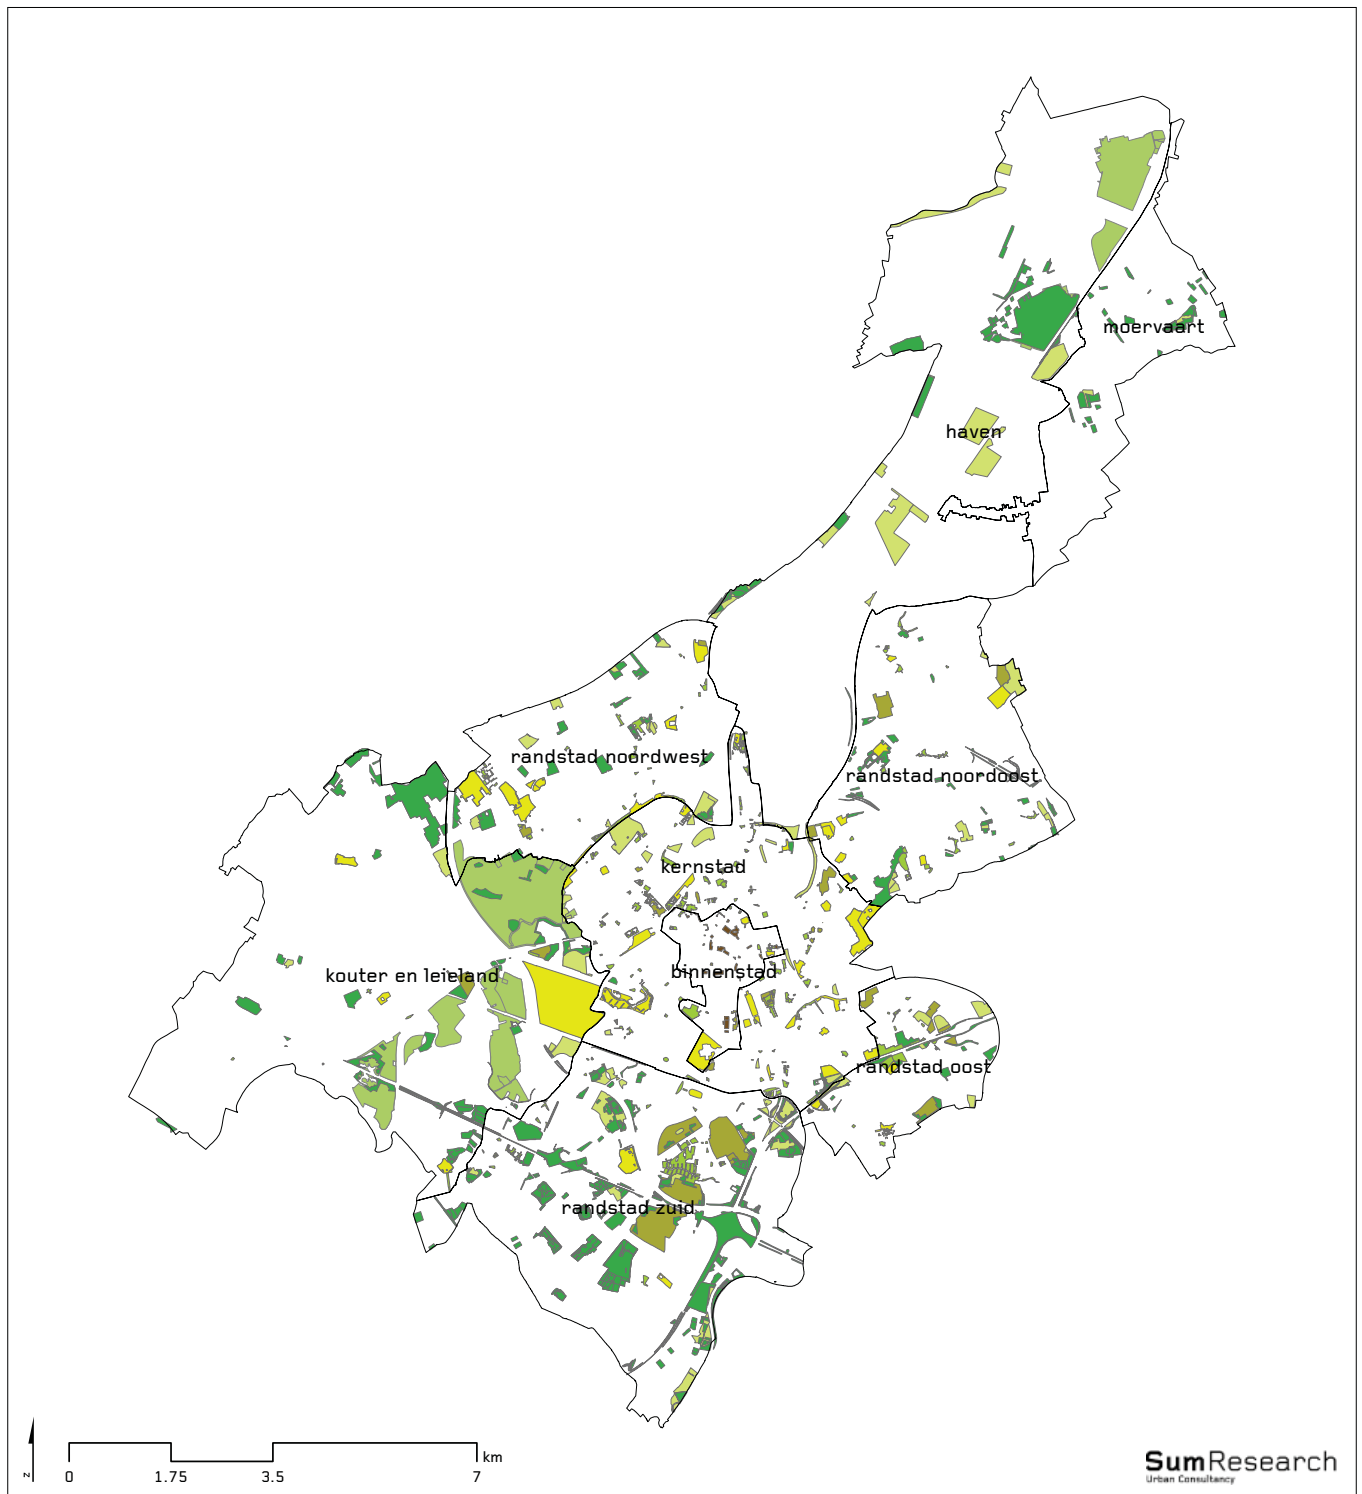 moervaart
haven
randstad noordwest
randstad noordoost
kernstad
binnenstad
kouter en leieland
randstad oost
randstad zuid
z
0 1.75 3.5 7 km
SumResearch
Urban Consultancy